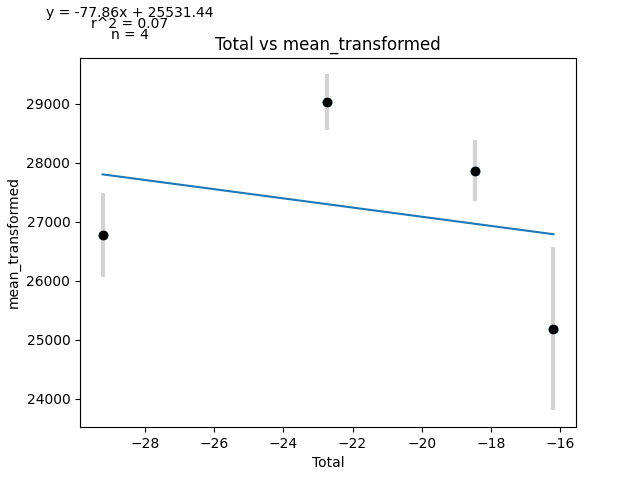 y = -77.86x + 25531.44
r^2 = 0.07
n = 4
Total vs mean_transformed
mean_transformed
29000
28000
27000
26000
25000
24000
−28
−26
−24
−22
−20
−18
−16
Total